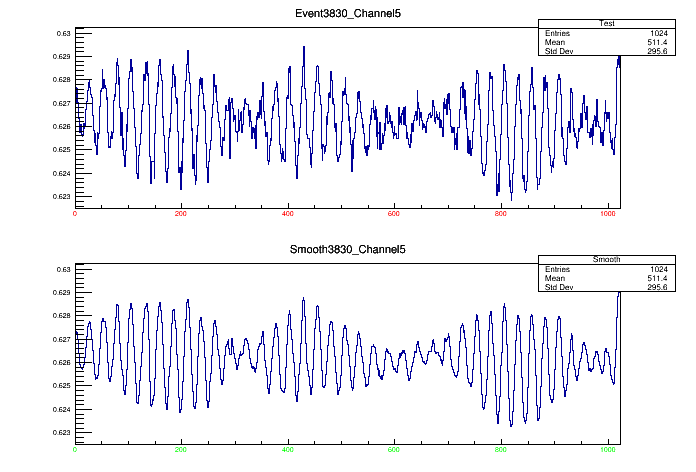 Event3830_Channel5
Test
Entries 1024
Mean 511.4
Std Dev 295.6
0.63
0.629
0.628
0.627
0.626
0.625
0.624
0.623
0 200 400 600 800 1000
Smooth3830_Channel5
Smooth
Entries 1024
Mean 511.4
Std Dev 295.6
0.63
0.629
0.628
0.627
0.626
0.625
0.624
0.623
0 200 400 600 800 1000